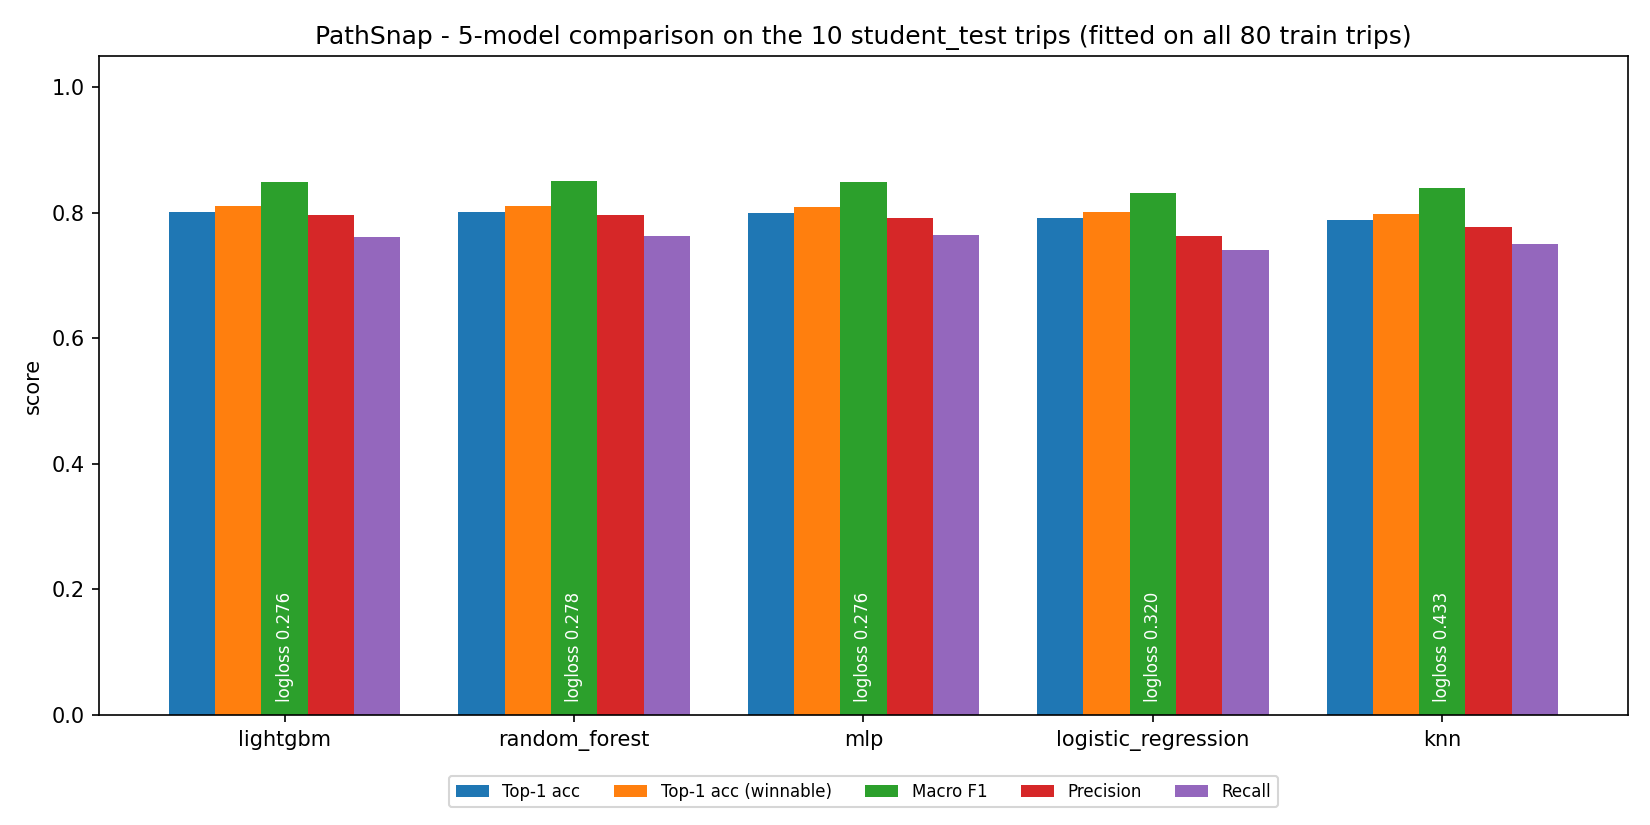 PathSnap - 5-model comparison on the 10 student_test trips (fitted on all 80 train trips)
1.0
0.8
0.6
0.4
0.2
0.0
score
logloss 0.276
logloss 0.278
logloss 0.276
logloss 0.320
logloss 0.433
lightgbm random_forest mlp logistic_regression knn
Top-1 acc Top-1 acc (winnable) Macro F1 Precision Recall